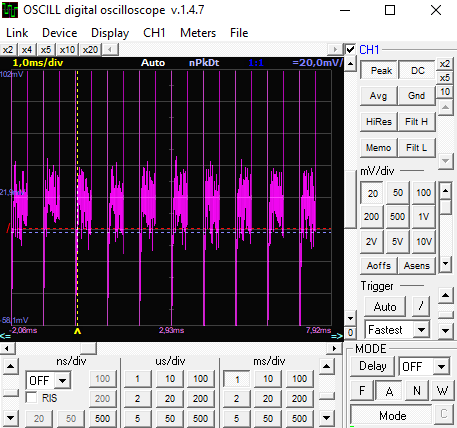 OSCILL digital oscilloscope v.1.4.7
Link Device Display CH1 Meters File
x2 x4 x5 x10 x20
1,0ms/div Auto nPkDt 1:1 =20,0mV/
102mV
21,9mV
-58,1mV
-2,08ms 2,93ms 7,92ms
<= A =>
CH1
Peak DC x2
x5
Avg Gnd 10
HiRes Filt H
Memo Filt L
mV/div
20 50 100
200 500 1V
2V 5V 10V
Aoffs Asens
Trigger
Auto /
Fastest
0
MODE
Delay OFF
F A N W
Mode C
ns/div us/div ms/div
OFF 100 1 10 100 1 10 100
RIS 200 2 20 200 2 20 200
20 50 500 5 50 500 5 50 500